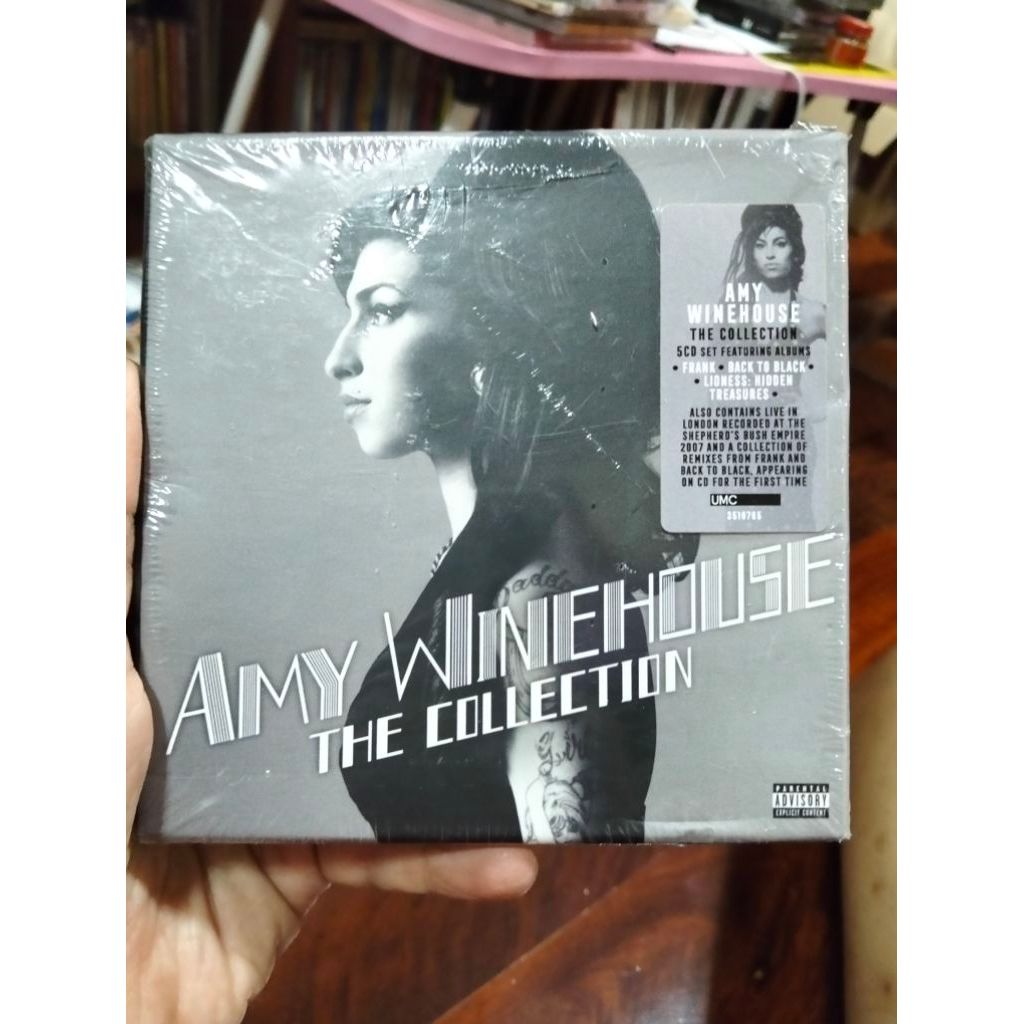 AMY
WINEHOUSE
THE COLLECTION
5CD SET FEATURING ALBUMS
• FRANK • BACK TO BLACK •
• LIONESS: HIDDEN
TREASURES •
ALSO CONTAINS LIVE IN
LONDON RECORDED AT THE
SHEPHERD'S BUSH EMPIRE
2007 AND A COLLECTION OF
REMIXES FROM FRANK AND
BACK TO BLACK, APPEARING
ON CD FOR THE FIRST TIME
UMC
AMY WINEHOUSE
THE COLLECTION
PARENTAL
ADVISORY
EXPLICIT CONTENT